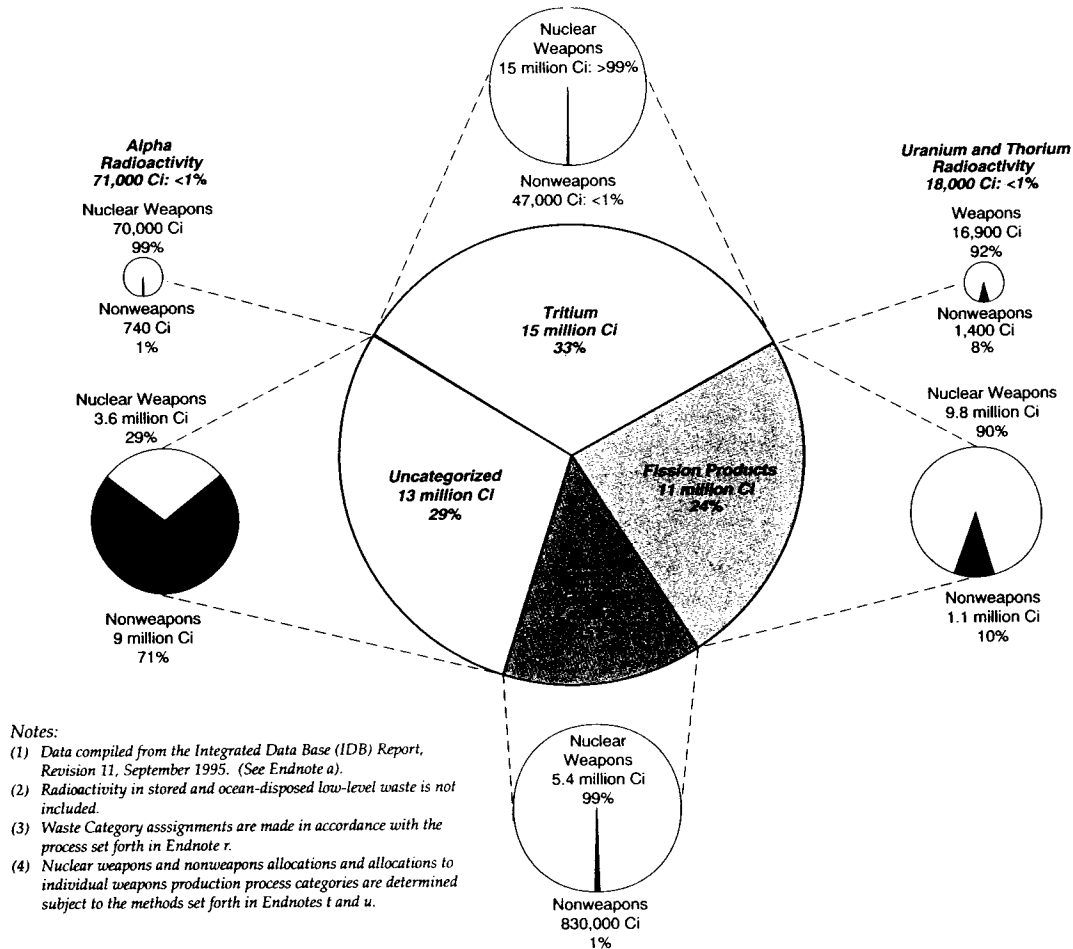 Nuclear
Weapons
15 million Ci: >99%
Nonweapons
47,000 Ci: <1%
Alpha
Radioactivity
71,000 Ci: <1%
Nuclear Weapons
70,000 Ci
99%
Nonweapons
740 Ci
1%
Uranium and Thorium
Radioactivity
18,000 Ci: <1%
Weapons
16,900 Ci
92%
Nonweapons
1,400 Ci
8%
Tritium
15 million Ci
33%
Nuclear Weapons
3.6 million Ci
29%
Nonweapons
9 million Ci
71%
Uncategorized
13 million Ci
29%
Fission Products
11 million Ci
24%
Nuclear Weapons
9.8 million Ci
90%
Nonweapons
1.1 million Ci
10%
Nuclear
Weapons
5.4 million Ci
99%
Nonweapons
830,000 Ci
1%
Notes:
(1) Data compiled from the Integrated Data Base (IDB) Report,
Revision 11, September 1995. (See Endnote a).
(2) Radioactivity in stored and ocean-disposed low-level waste is not
included.
(3) Waste Category asssignments are made in accordance with the
process set forth in Endnote r.
(4) Nuclear weapons and nonweapons allocations and allocations to
individual weapons production process categories are determined
subject to the methods set forth in Endnotes t and u.